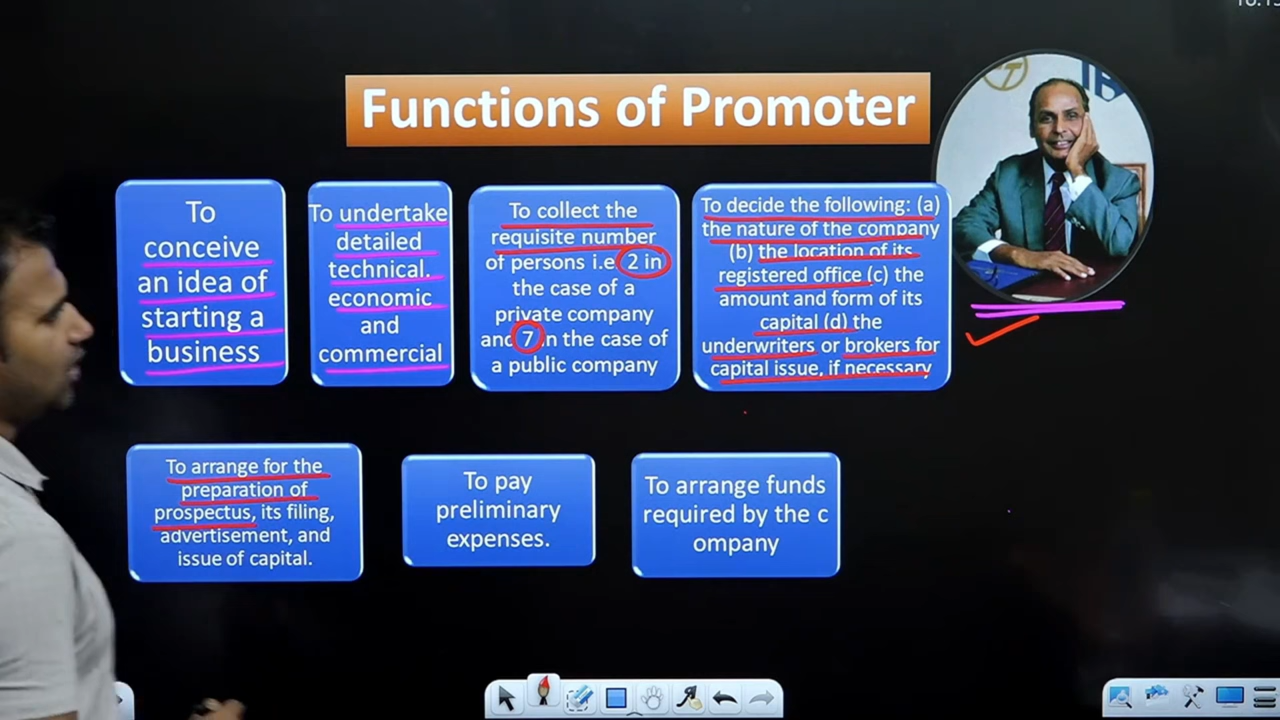 Functions of Promoter
To
conceive
an idea of
starting a
business
To undertake
detailed
technical.
economic
and
commercial
To collect the
requisite number
of persons i.e 2 in
the case of a
private company
and 7 in the case of
a public company
To decide the following: (a)
the nature of the company
(b) the location of its
registered office (c) the
amount and form of its
capital (d) the
underwriters or brokers for
capital issue, if necessary
To arrange for the
preparation of
prospectus, its filing,
advertisement, and
issue of capital.
To pay
preliminary
expenses.
To arrange funds
required by the c
ompany